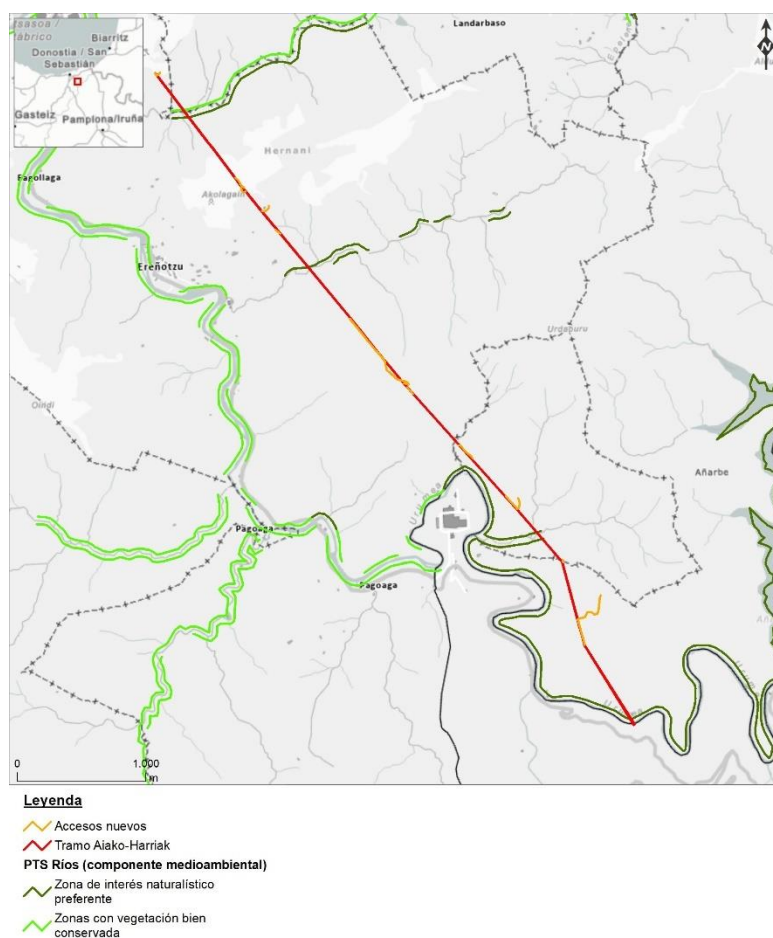 Landarbaso
Biarritz
Donostia / San
Sebastián
Gasteiz
Pamplona/Iruña
N
Hernani
Fagollaga
Akolagain
Ereñotzu
Urdaburu
Oindi
Añarbe
Pagoaga
Pagoaga
0
1.000
m
Leyenda
Accesos nuevos
Tramo Aiako-Harriak
PTS Ríos (componente medioambiental)
Zona de interés naturalístico
preferente
Zonas con vegetación bien
conservada